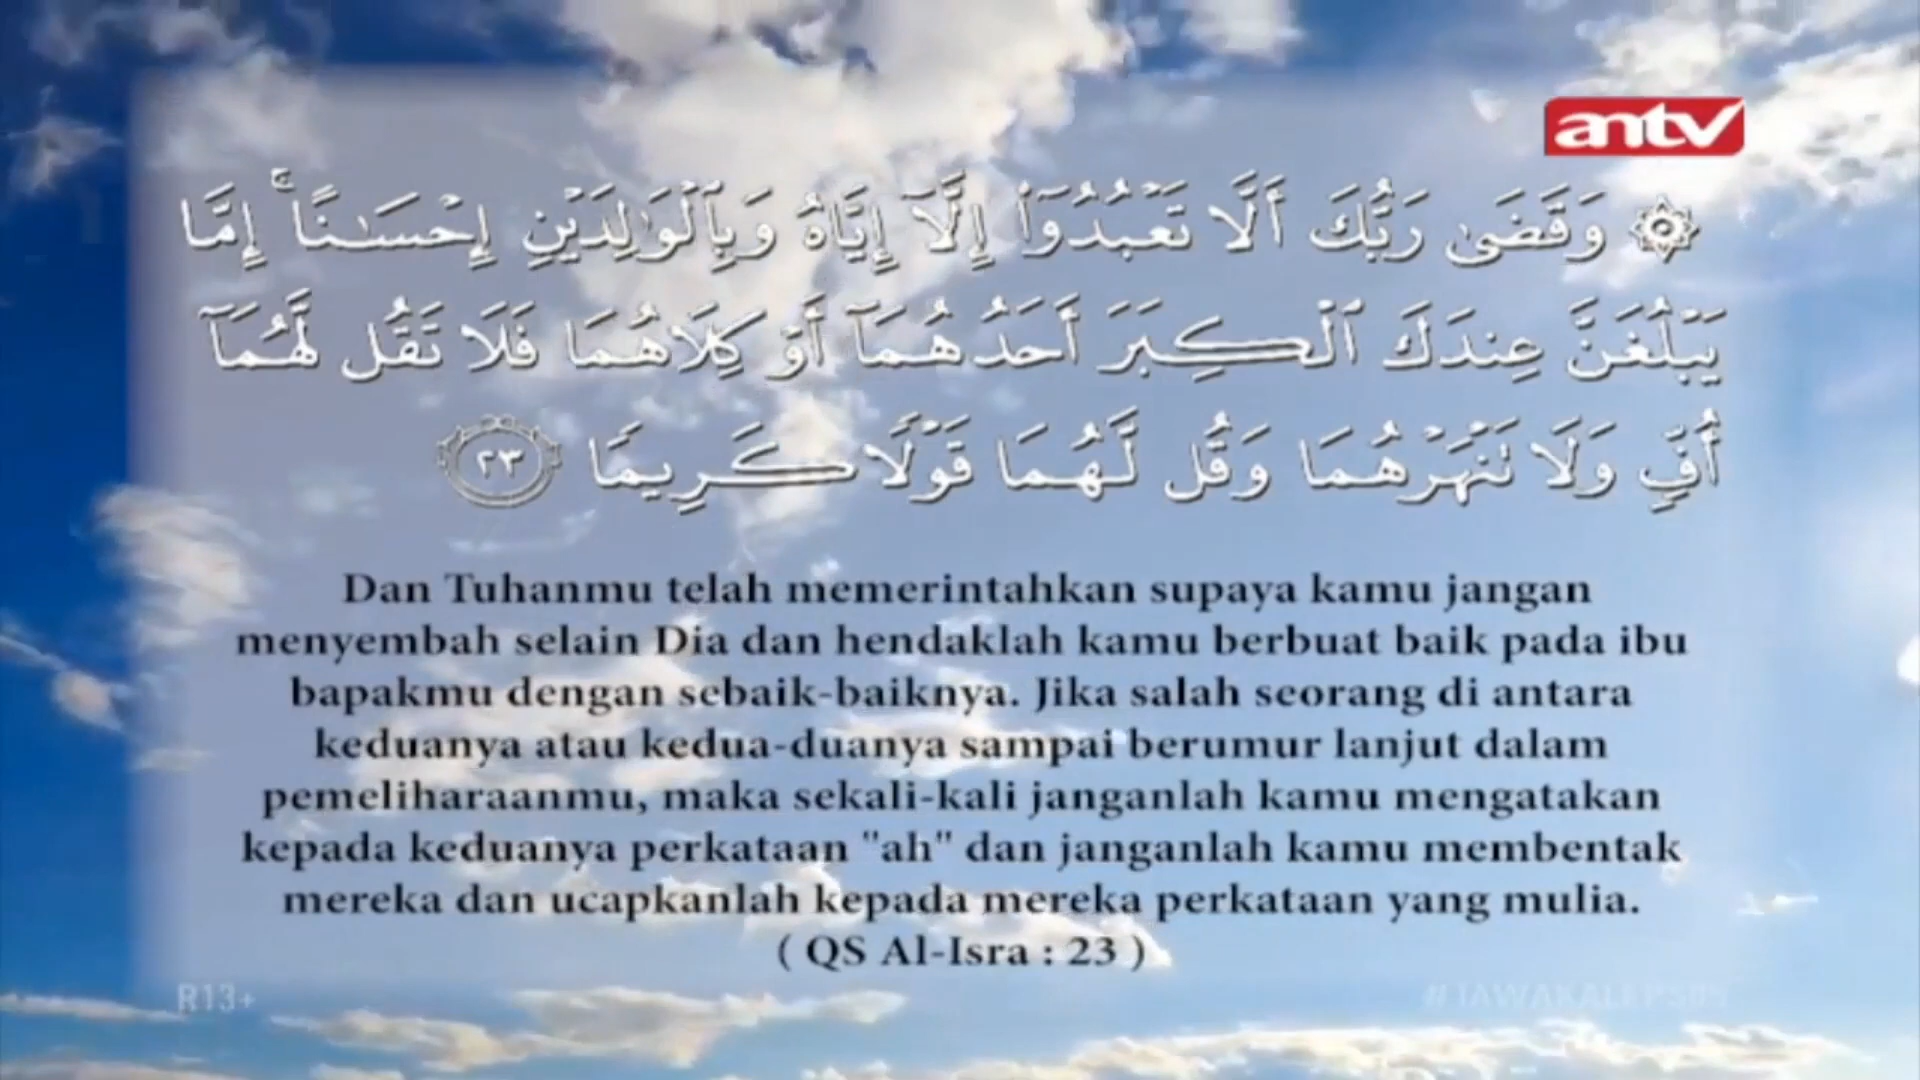 antv
۞ وَقَضَىٰ رَبُّكَ أَلَّا تَعْبُدُوٓا۟ إِلَّآ إِيَّاهُ وَبِٱلْوَٰلِدَيْنِ إِحْسَـٰنًا ۚ إِمَّا
يَبْلُغَنَّ عِندَكَ ٱلْكِبَرَ أَحَدُهُمَآ أَوْ كِلَاهُمَا فَلَا تَقُل لَّهُمَآ
أُفٍّ وَلَا تَنْهَرْهُمَا وَقُل لَّهُمَا قَوْلًا كَرِيمًا ٢٣
Dan Tuhanmu telah memerintahkan supaya kamu jangan
menyembah selain Dia dan hendaklah kamu berbuat baik pada ibu
bapakmu dengan sebaik-baiknya. Jika salah seorang di antara
keduanya atau kedua-duanya sampai berumur lanjut dalam
pemeliharaanmu, maka sekali-kali janganlah kamu mengatakan
kepada keduanya perkataan "ah" dan janganlah kamu membentak
mereka dan ucapkanlah kepada mereka perkataan yang mulia.
( QS Al-Isra : 23 )
R13+